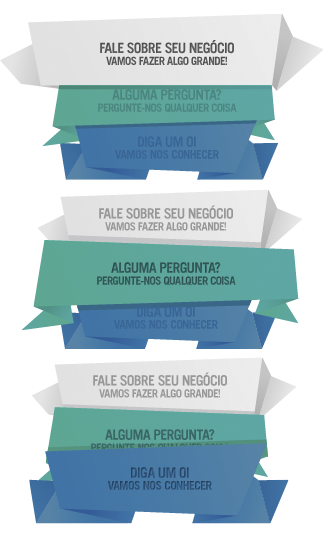 FALE SOBRE SEU NEGÓCIO
VAMOS FAZER ALGO GRANDE!
ALGUMA PERGUNTA?
PERGUNTE-NOS QUALQUER COISA
DIGA UM OI
VAMOS NOS CONHECER
FALE SOBRE SEU NEGÓCIO
VAMOS FAZER ALGO GRANDE!
ALGUMA PERGUNTA?
PERGUNTE-NOS QUALQUER COISA
DIGA UM OI
VAMOS NOS CONHECER
FALE SOBRE SEU NEGÓCIO
VAMOS FAZER ALGO GRANDE!
ALGUMA PERGUNTA?
PERGUNTE-NOS QUALQUER COISA
DIGA UM OI
VAMOS NOS CONHECER